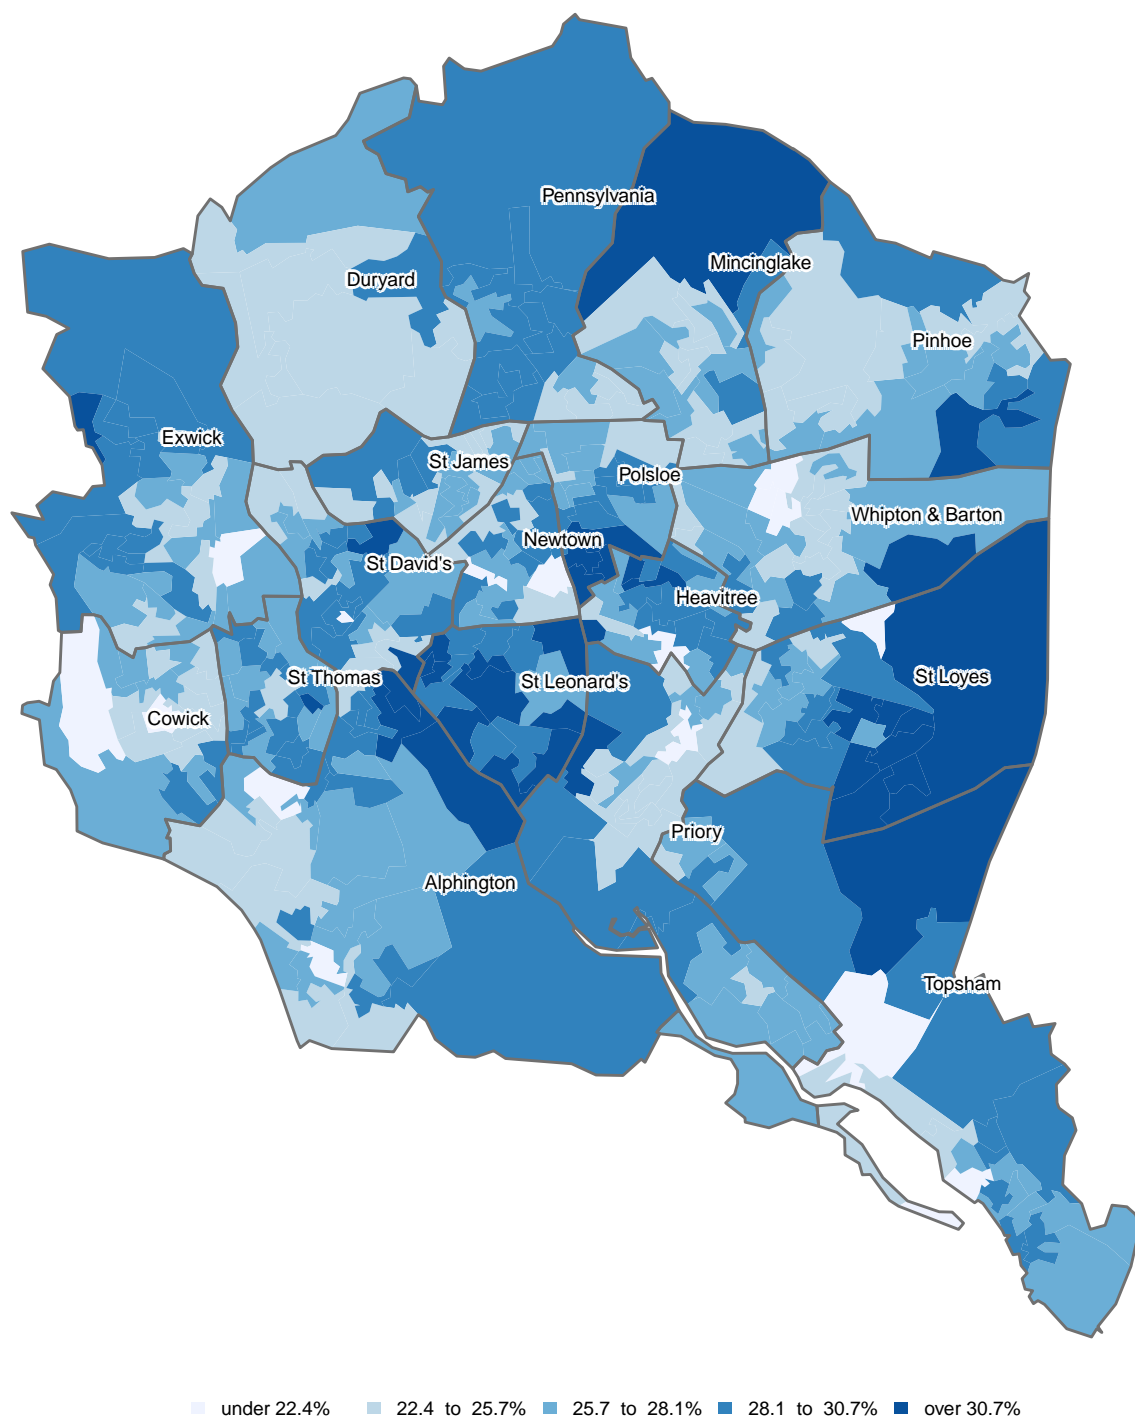 Pennsylvania
Mincinglake
Duryard
Pinhoe
Exwick
St James
Polsloe
Whipton & Barton
Newtown
St David's
Heavitree
St Thomas
St Leonard's
St Loyes
Cowick
Priory
Alphington
Topsham
under 22.4% 22.4 to 25.7% 25.7 to 28.1% 28.1 to 30.7% over 30.7%